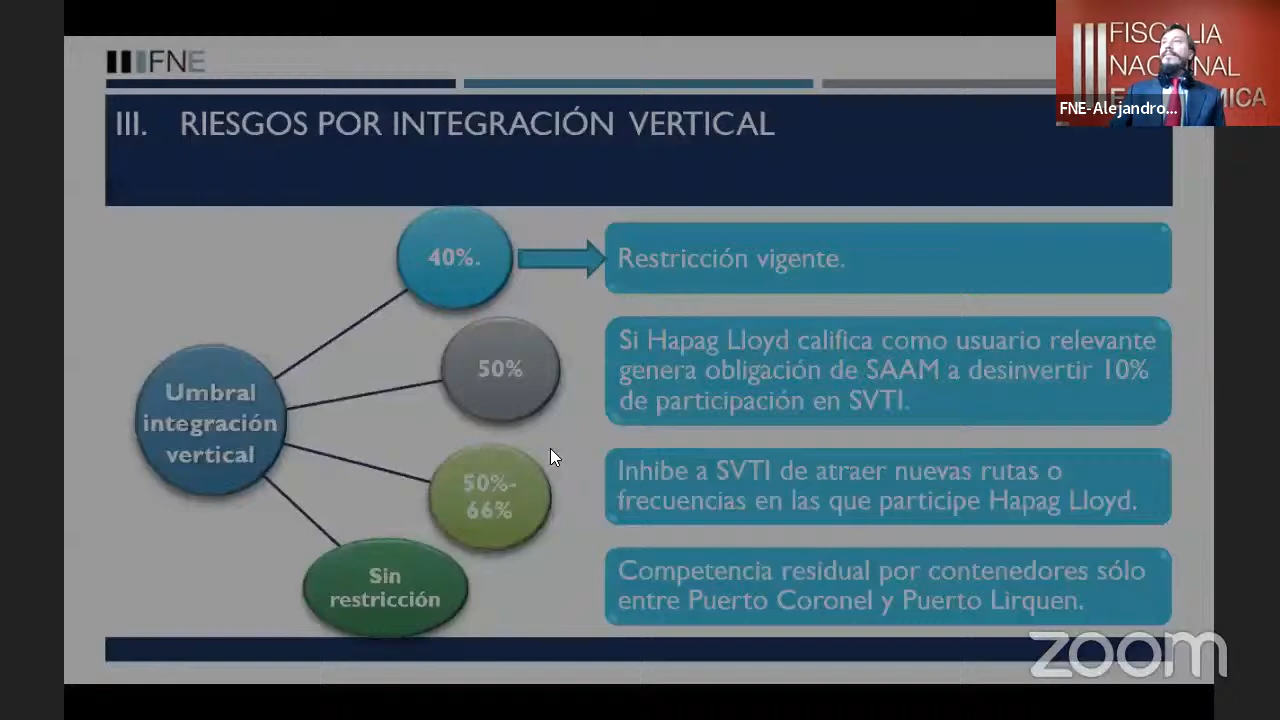 FNE
FISCALIA
NACIONAL
FNE-Alejandro...
III. RIESGOS POR INTEGRACIÓN VERTICAL
Umbral
integración
vertical
40%.
Restricción vigente.
50%
Si Hapag Lloyd califica como usuario relevante
genera obligación de SAAM a desinvertir 10%
de participación en SVTI.
50%-
66%
Inhibe a SVTI de atraer nuevas rutas o
frecuencias en las que participe Hapag Lloyd.
Sin
restricción
Competencia residual por contenedores sólo
entre Puerto Coronel y Puerto Lirquen.
zoom